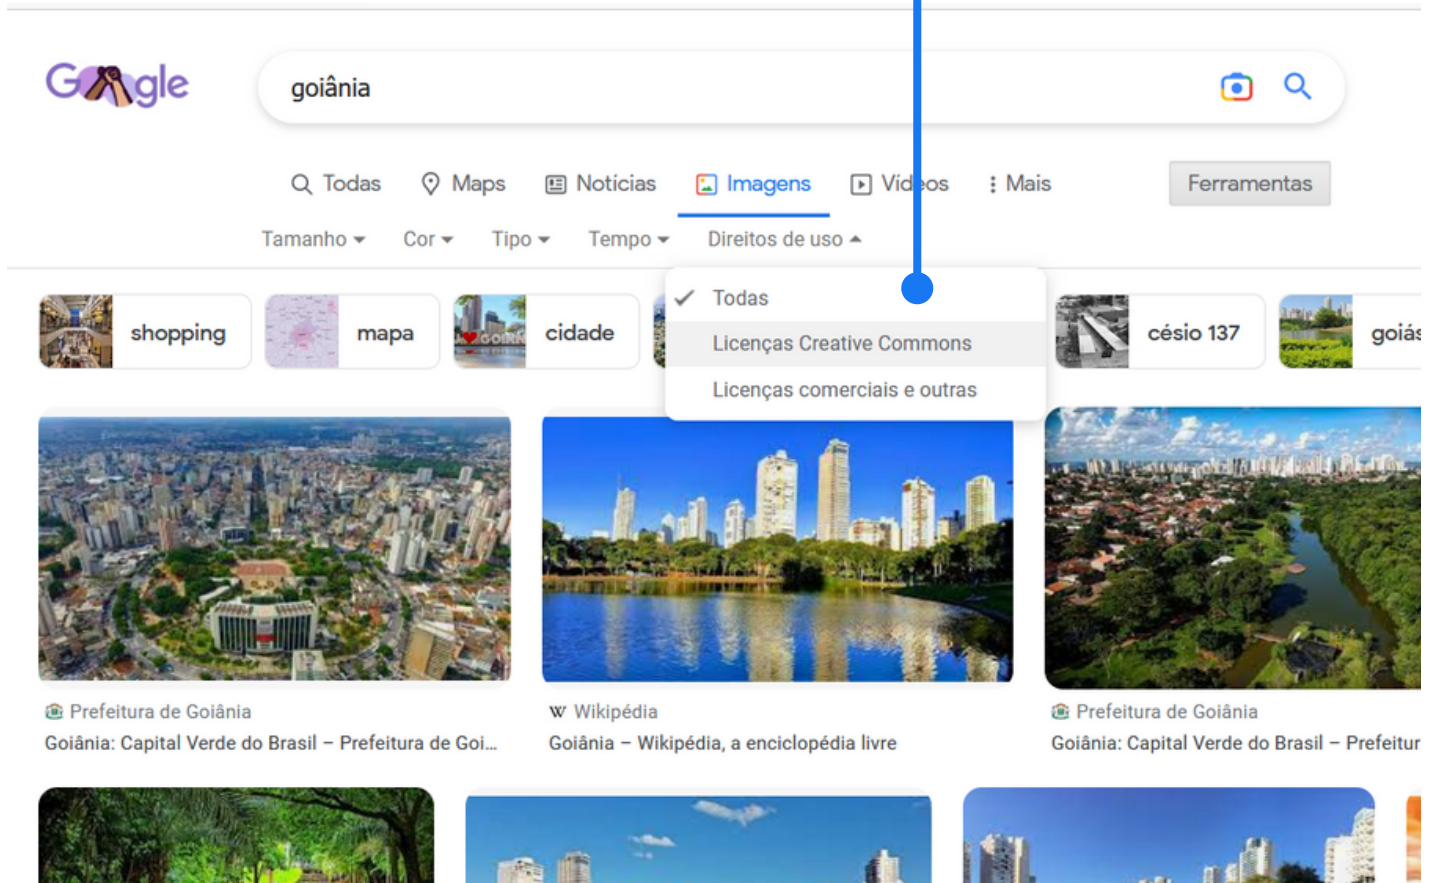 Google
goiânia
Todas Maps Notícias Imagens Vídeos Mais Ferramentas
Tamanho Cor Tipo Tempo Direitos de uso
Todas
Licenças Creative Commons
Licenças comerciais e outras
shopping mapa cidade césio 137 goiás
Prefeitura de Goiânia
Goiânia: Capital Verde do Brasil – Prefeitura de Goi...
W Wikipédia
Goiânia – Wikipédia, a enciclopédia livre
Prefeitura de Goiânia
Goiânia: Capital Verde do Brasil – Prefeitur